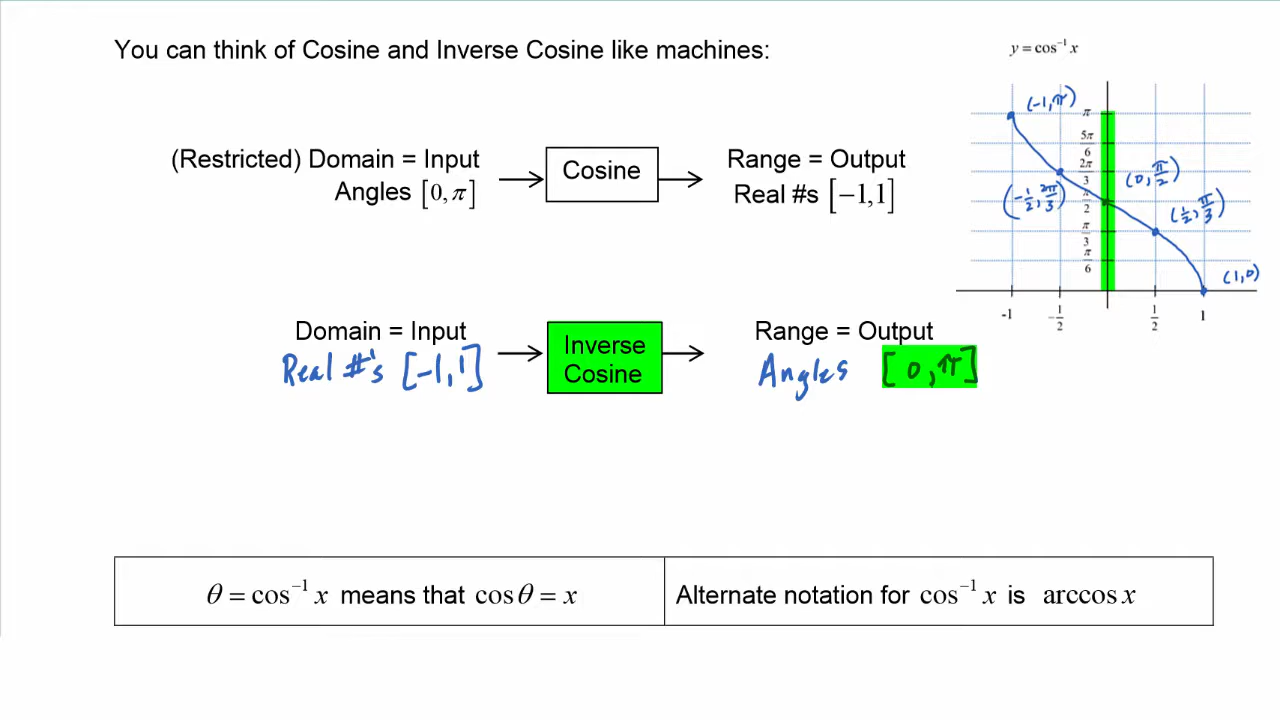 You can think of Cosine and Inverse Cosine like machines:
y = cos⁻¹ x
(Restricted) Domain = Input
Angles [0, π]
Cosine
Range = Output
Real #s [−1,1]
Domain = Input
Real #'s [-1,1]
Inverse
Cosine
Range = Output
Angles [0,π]
(-1,π)
(-1/2, 2π/3)
(0, π/2)
(1/2, π/3)
(1,0)
π
5π/6
2π/3
π/2
π/3
π/6
-1
-1/2
1/2
1
θ = cos⁻¹ x means that cos θ = x
Alternate notation for cos⁻¹ x is arccos x